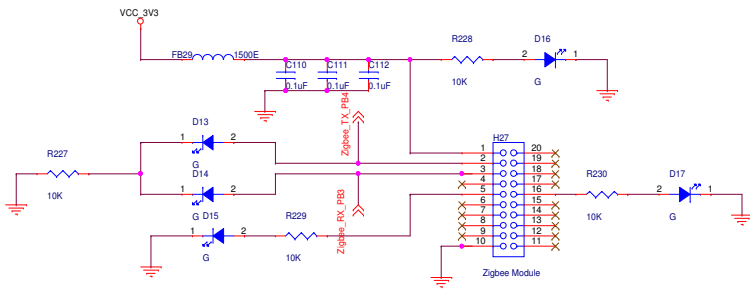 VCC_3V3
FB29 1500E
C110 C111 C112
0.1uF 0.1uF 0.1uF
R228
10K
2 D16 1
G
Zigbee_TX_PB4
D13
1 2
G
R227
10K
D14
1 2
G
D15
1 2
G
R229
10K
Zigbee_RX_PB3
H27
1 20
2 19
3 18
4 17
5 16
6 15
7 14
8 13
9 12
10 11
Zigbee Module
R230
10K
2 D17 1
G